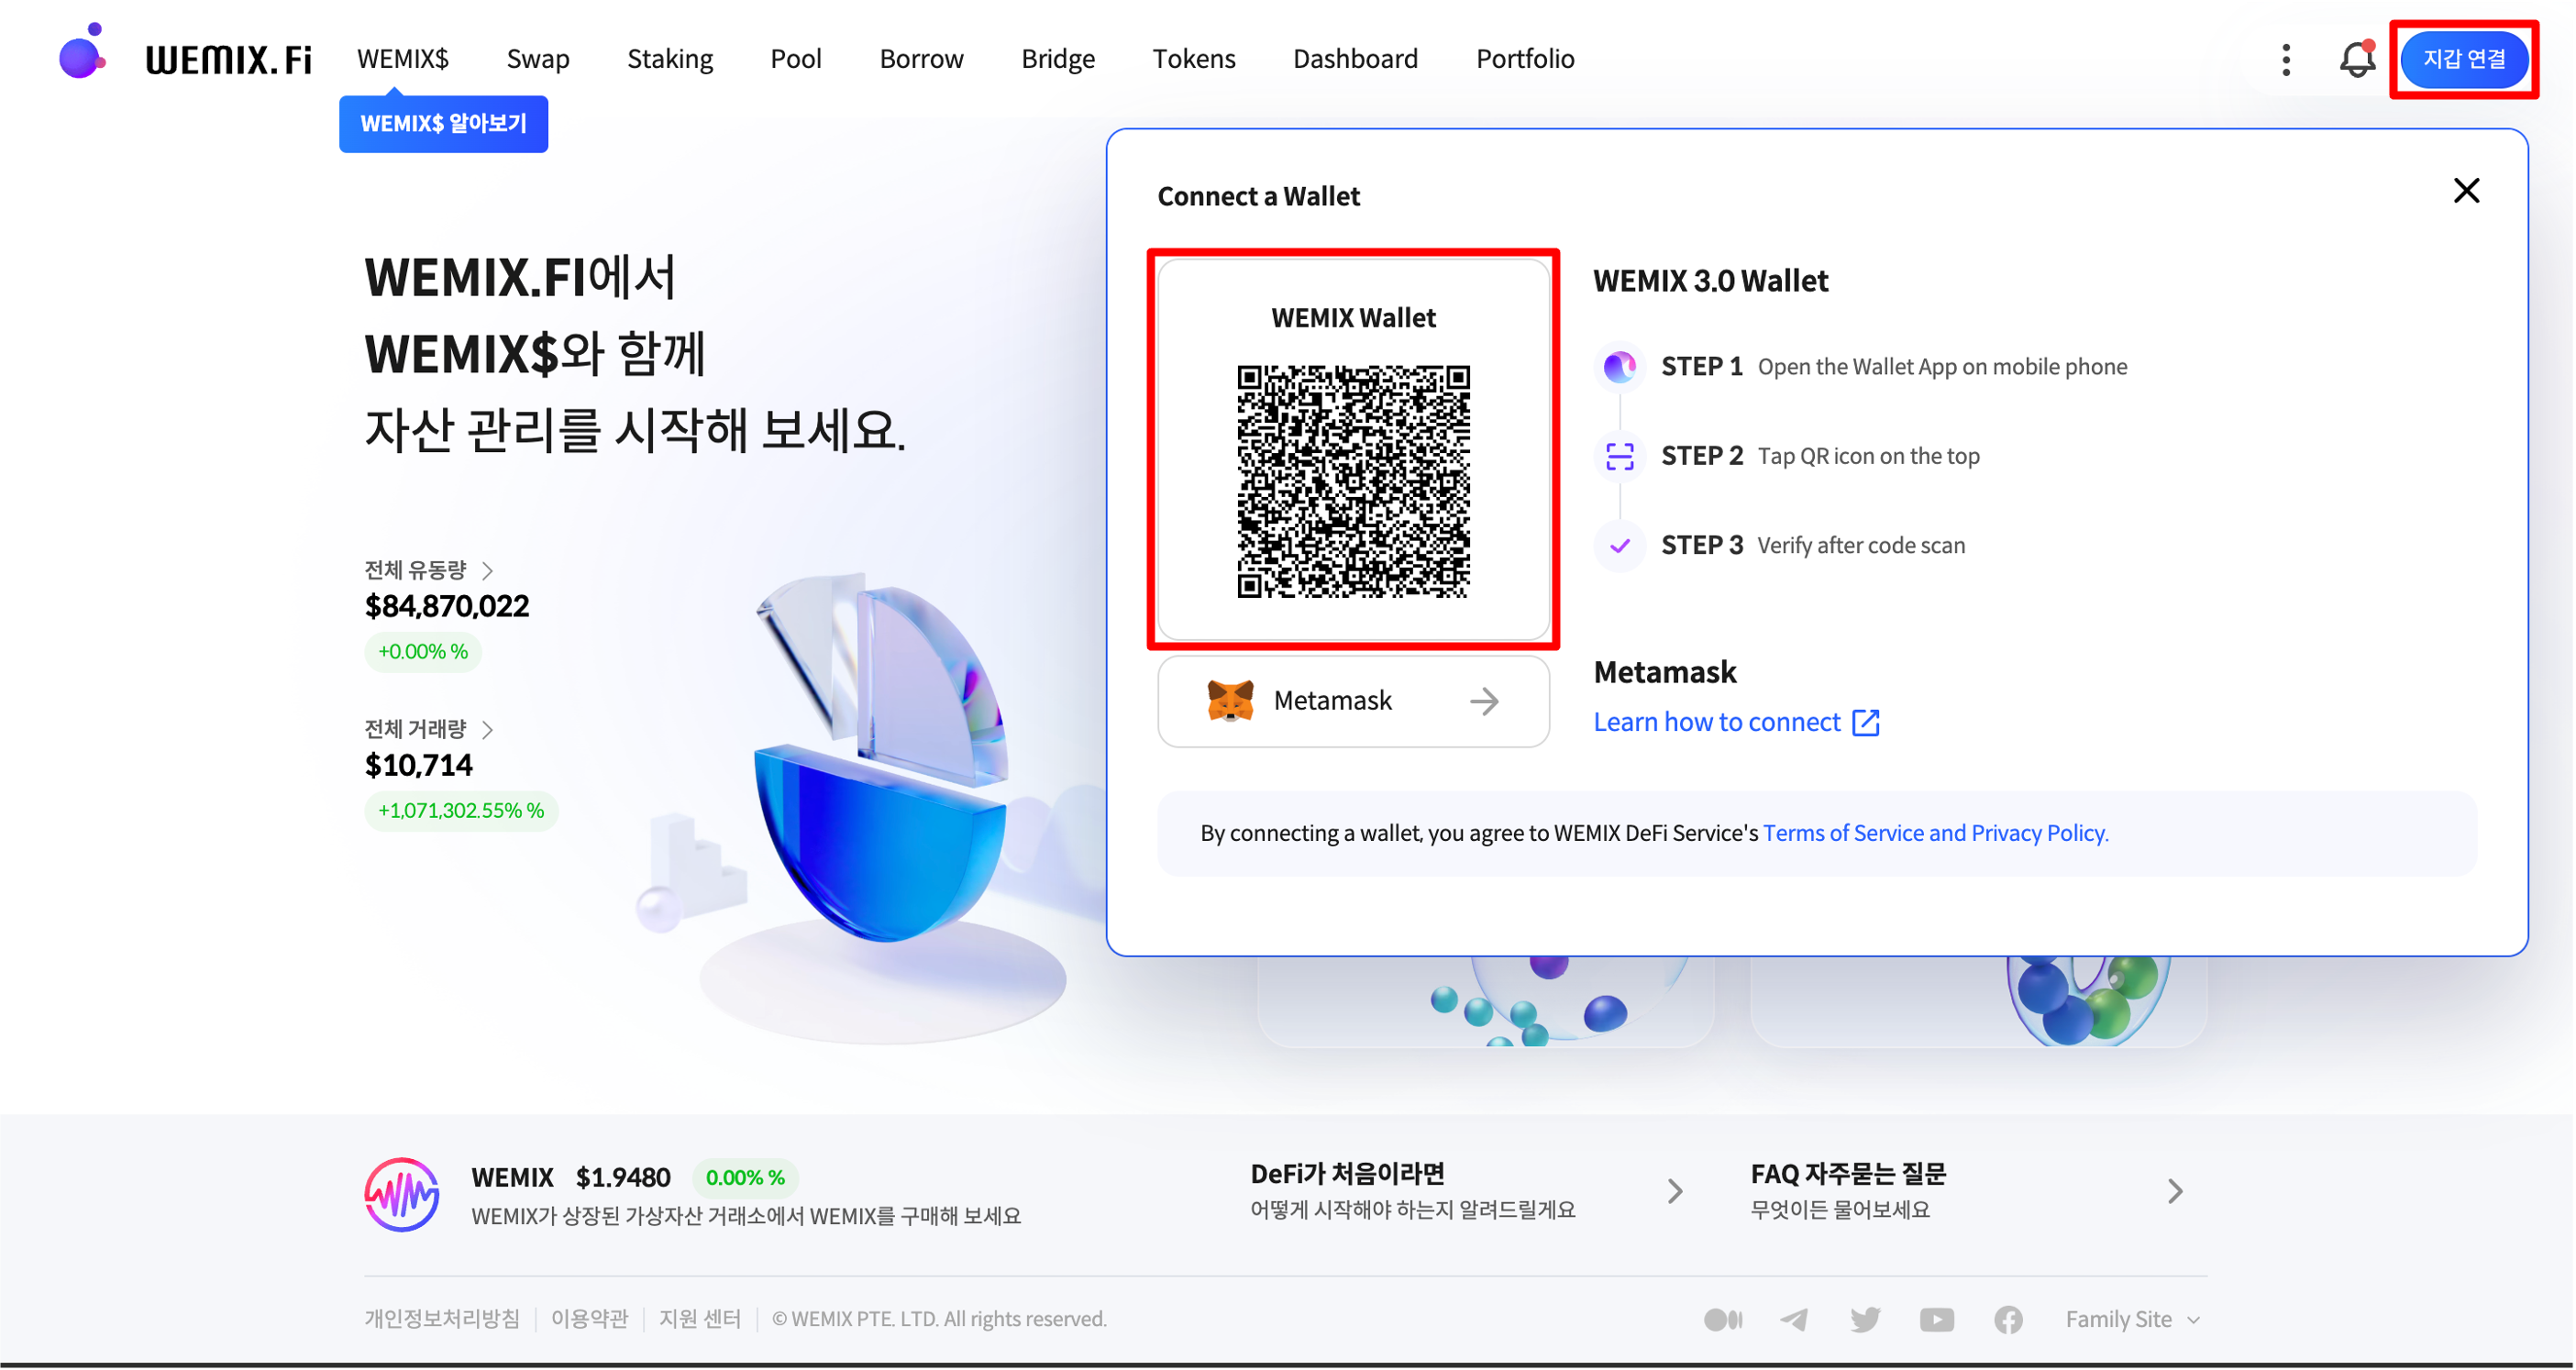 WEMIX.Fi
WEMIX$ Swap Staking Pool Borrow Bridge Tokens Dashboard Portfolio
지갑 연결
WEMIX$ 알아보기
WEMIX.FI에서
WEMIX$와 함께
자산 관리를 시작해 보세요.
전체 유동량
$84,870,022
+0.00% %
전체 거래량
$10,714
+1,071,302.55% %
Connect a Wallet
WEMIX Wallet
WEMIX 3.0 Wallet
STEP 1 Open the Wallet App on mobile phone
STEP 2 Tap QR icon on the top
STEP 3 Verify after code scan
Metamask
Metamask
Learn how to connect
By connecting a wallet, you agree to WEMIX DeFi Service's Terms of Service and Privacy Policy.
WEMIX $1.9480 0.00% %
WEMIX가 상장된 가상자산 거래소에서 WEMIX를 구매해 보세요
DeFi가 처음이라면
어떻게 시작해야 하는지 알려드릴게요
FAQ 자주묻는 질문
무엇이든 물어보세요
개인정보처리방침 이용약관 지원 센터 © WEMIX PTE. LTD. All rights reserved.
Family Site